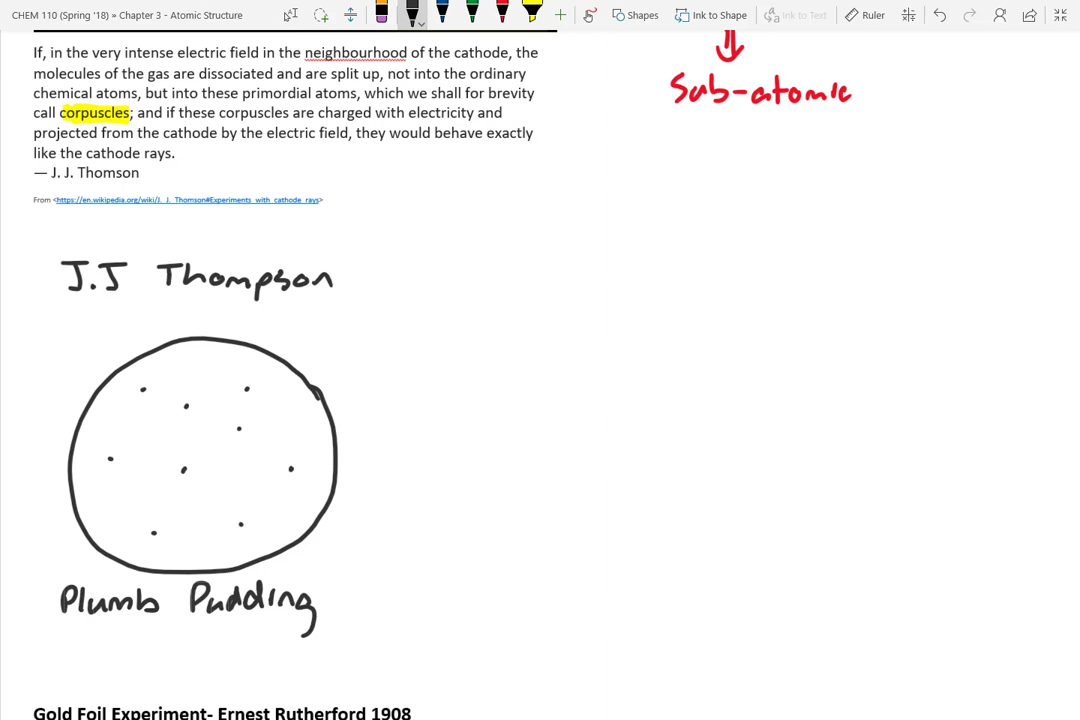 CHEM 110 (Spring '18) » Chapter 3 - Atomic Structure
Shapes
Ink to Shape
Ink to Text
Ruler
If, in the very intense electric field in the neighbourhood of the cathode, the
molecules of the gas are dissociated and are split up, not into the ordinary
chemical atoms, but into these primordial atoms, which we shall for brevity
call corpuscles; and if these corpuscles are charged with electricity and
projected from the cathode by the electric field, they would behave exactly
like the cathode rays.
— J. J. Thomson
From <https://en.wikipedia.org/wiki/J._J._Thomson#Experiments_with_cathode_rays>
Sub-atomic
J.J Thompson
Plumb Pudding
Gold Foil Experiment- Ernest Rutherford 1908